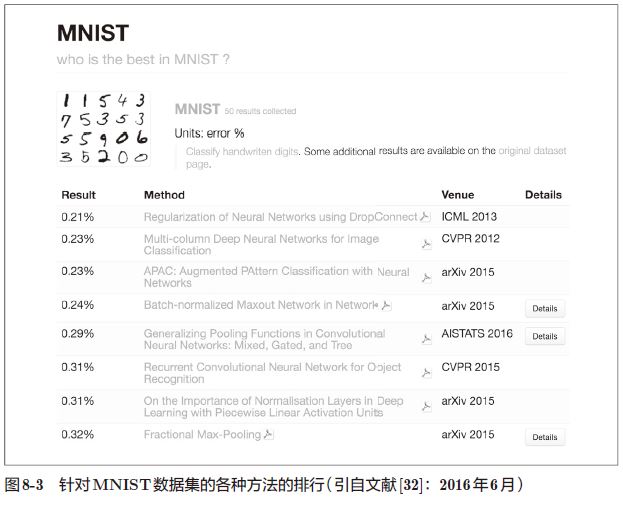 MNIST
who is the best in MNIST ?
1 1 5 4 3
7 5 3 5 3
5 5 9 0 6
3 5 2 0 0
MNIST 50 results collected
Units: error %
Classify handwriten digits. Some additional results are available on the original dataset
page.
Result Method Venue Details
0.21% Regularization of Neural Networks using DropConnect ICML 2013
0.23% Multi-column Deep Neural Networks for Image CVPR 2012
Classification
0.23% APAC: Augmented PAttern Classification with Neural arXiv 2015
Networks
0.24% Batch-normalized Maxout Network in Network arXiv 2015 Details
0.29% Generalizing Pooling Functions in Convolutional AISTATS 2016 Details
Neural Networks: Mixed, Gated, and Tree
0.31% Recurrent Convolutional Neural Network for Object CVPR 2015
Recognition
0.31% On the Importance of Normalisation Layers in Deep arXiv 2015
Learning with Piecewise Linear Activation Units
0.32% Fractional Max-Pooling arXiv 2015 Details
图8-3 针对MNIST数据集的各种方法的排行(引自文献[32]:2016年6月)